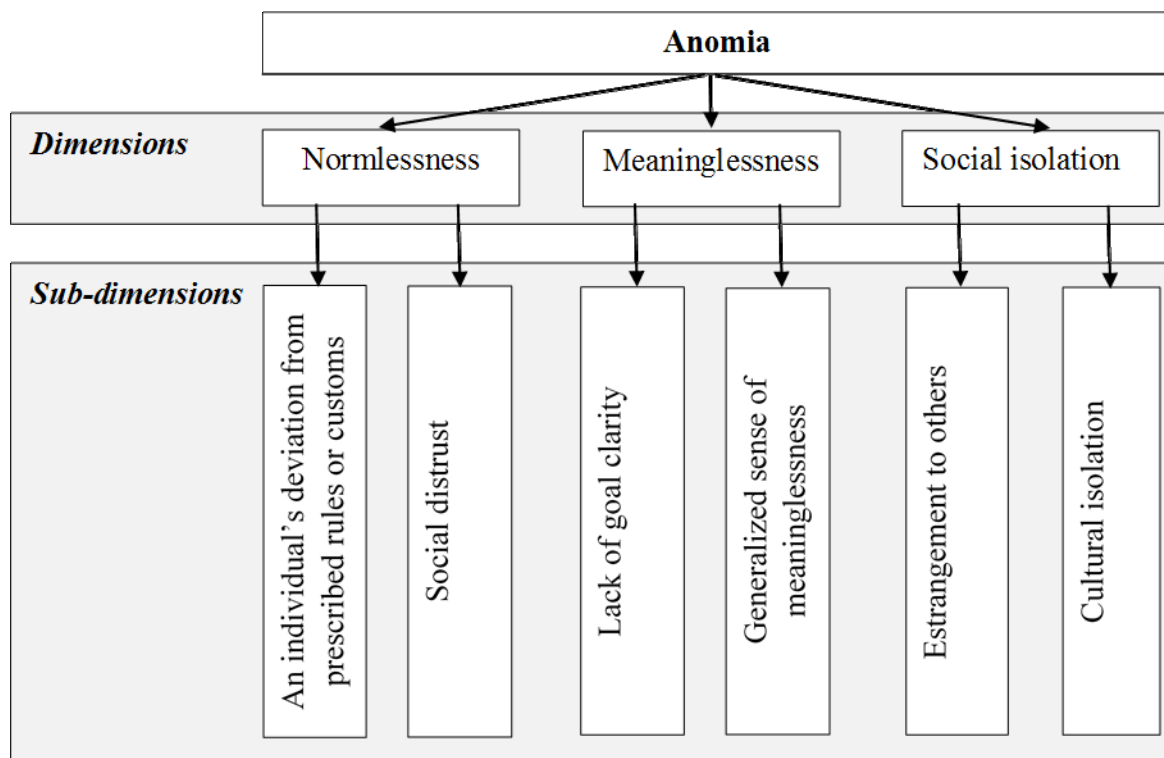 Anomia
Dimensions
Normlessness
Meaninglessness
Social isolation
Sub-dimensions
An individual’s deviation from
prescribed rules or customs
Social distrust
Lack of goal clarity
Generalized sense of
meaninglessness
Estrangement to others
Cultural isolation